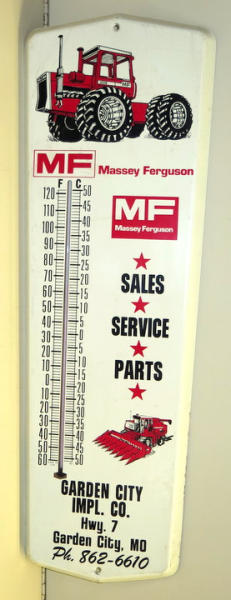 MF Massey Ferguson
F C
120 50
110 45
100 40
90 35
80 30
70 25
60 20
50 15
40 10
30 5
20 0
10 5
0 10
10 15
20 20
30 25
40 30
50 35
60 50
MF
Massey Ferguson
SALES
SERVICE
PARTS
GARDEN CITY
IMPL. CO.
Hwy. 7
Garden City, MO
Ph. 862-6610